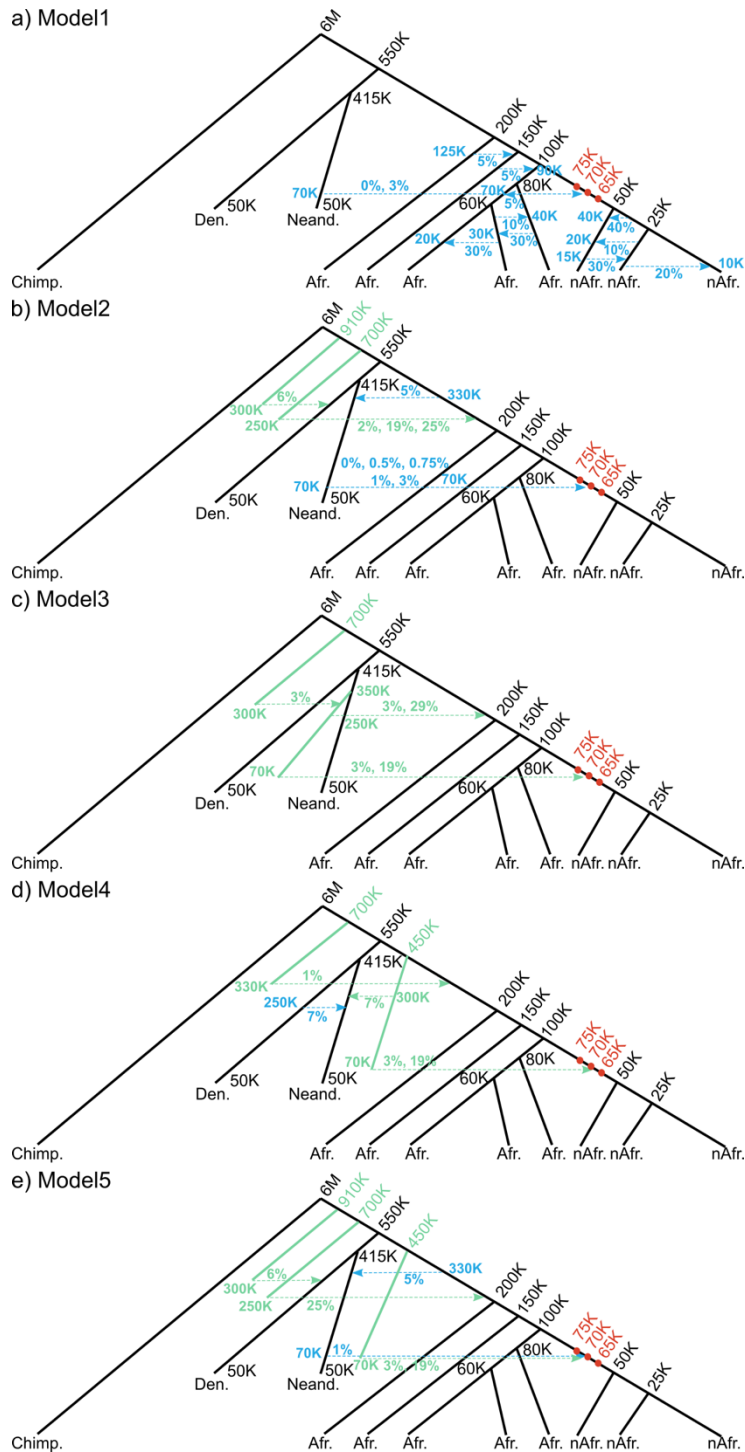 a) Model1
6M
550K
415K
200K
150K
100K
125K
5%
5%
90K
75K
70K
65K
70K
0%, 3%
70K
80K
5%
50K
Den.
50K
Neand.
60K
40K
10%
30K
30%
20K
30%
50K
40K
40%
25K
20K
10%
15K
30%
20%
10K
Chimp.
Afr.
Afr.
Afr.
Afr.
Afr.
nAfr.
nAfr.
nAfr.
b) Model2
6M
910K
700K
550K
415K
6%
5%
330K
300K
250K
2%, 19%, 25%
200K
150K
100K
0%, 0.5%, 0.75%
1%, 3%
70K
70K
75K
70K
65K
80K
60K
50K
50K
50K
25K
Den.
Neand.
Chimp.
Afr.
Afr.
Afr.
Afr.
Afr.
nAfr.
nAfr.
nAfr.
c) Model3
6M
700K
550K
415K
350K
3%
300K
3%, 29%
250K
200K
150K
100K
70K
3%, 19%
75K
70K
65K
80K
60K
50K
50K
50K
25K
Den.
Neand.
Chimp.
Afr.
Afr.
Afr.
Afr.
Afr.
nAfr.
nAfr.
nAfr.
d) Model4
6M
700K
550K
450K
415K
1%
330K
7%
300K
250K
7%
200K
150K
100K
70K
3%, 19%
75K
70K
65K
80K
60K
50K
50K
50K
25K
Den.
Neand.
Chimp.
Afr.
Afr.
Afr.
Afr.
Afr.
nAfr.
nAfr.
nAfr.
e) Model5
6M
910K
700K
550K
450K
415K
6%
330K
5%
300K
250K
25%
200K
150K
100K
70K
1%
70K
3%, 19%
75K
70K
65K
80K
60K
50K
50K
50K
25K
Den.
Neand.
Chimp.
Afr.
Afr.
Afr.
Afr.
Afr.
nAfr.
nAfr.
nAfr.